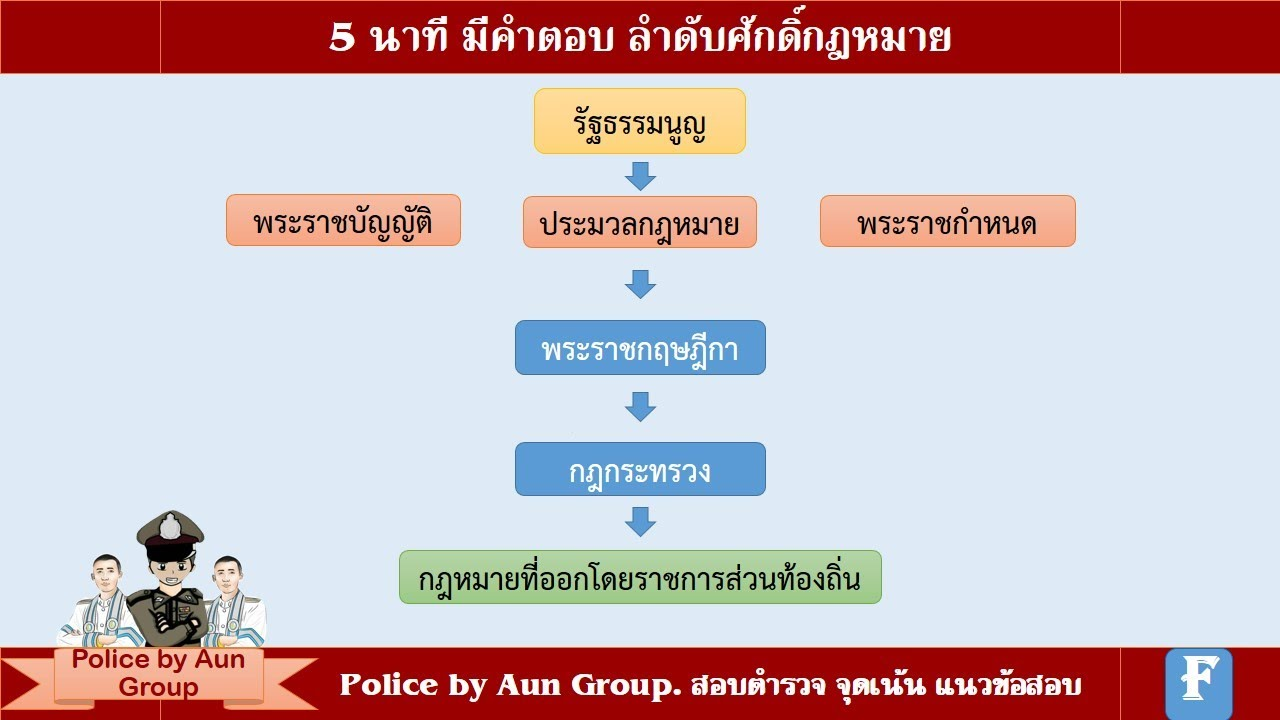 5 นาที มีคำตอบ ลำดับศักดิ์กฎหมาย
รัฐธรรมนูญ
พระราชบัญญัติ
ประมวลกฎหมาย
พระราชกำหนด
พระราชกฤษฎีกา
กฎกระทรวง
กฎหมายที่ออกโดยราชการส่วนท้องถิ่น
Police by Aun
Group
Police by Aun Group. สอบตำรวจ จุดเน้น แนวข้อสอบ
F